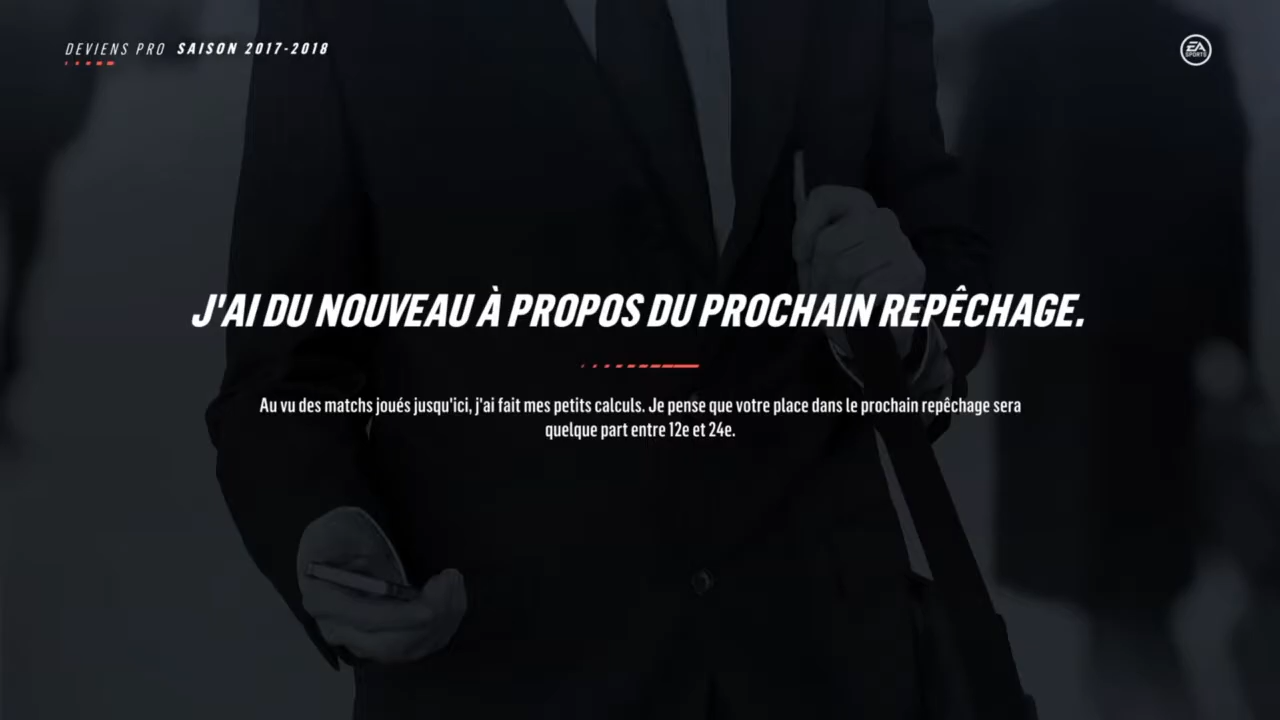 DEVIENS PRO SAISON 2017-2018
EA
SPORTS
J'AI DU NOUVEAU À PROPOS DU PROCHAIN REPÊCHAGE.
Au vu des matchs joués jusqu'ici, j'ai fait mes petits calculs. Je pense que votre place dans le prochain repêchage sera
quelque part entre 12e et 24e.